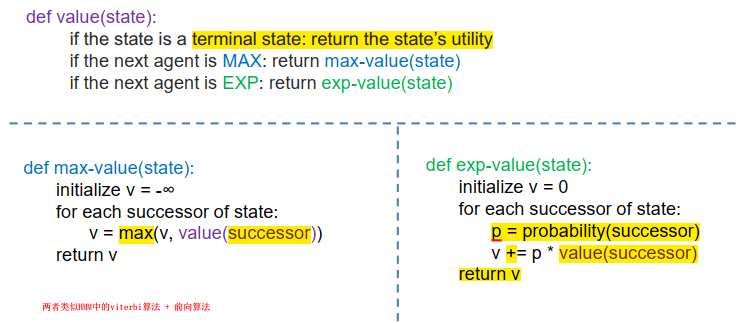 def value(state):
if the state is a terminal state: return the state's utility
if the next agent is MAX: return max-value(state)
if the next agent is EXP: return exp-value(state)
def max-value(state):
initialize v = -∞
for each successor of state:
v = max(v, value(successor))
return v
两者类似HMM中的viterbi算法 + 前向算法
def exp-value(state):
initialize v = 0
for each successor of state:
p = probability(successor)
v += p * value(successor)
return v